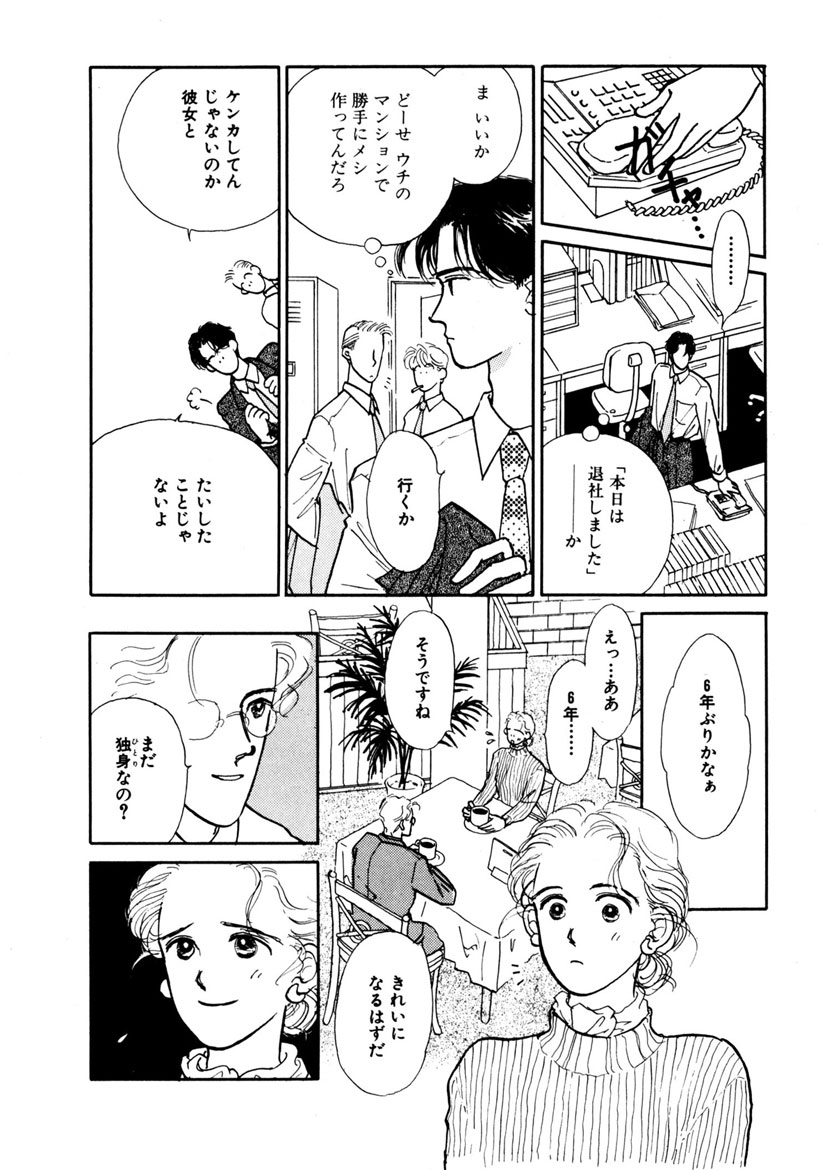 ガチャ…
………
「本日は
退社しました」
――か
ま いいか
どーせ ウチの
マンションで
勝手にメシ
作ってんだろ
行くか
ケンカしてん
じゃないのか
彼女と
たいした
ことじゃ
ないよ
6年ぶりかなぁ
えっ…ああ
6年……
そうですね
まだ
独身なの？
ひとり
きれいに
なるはずだ